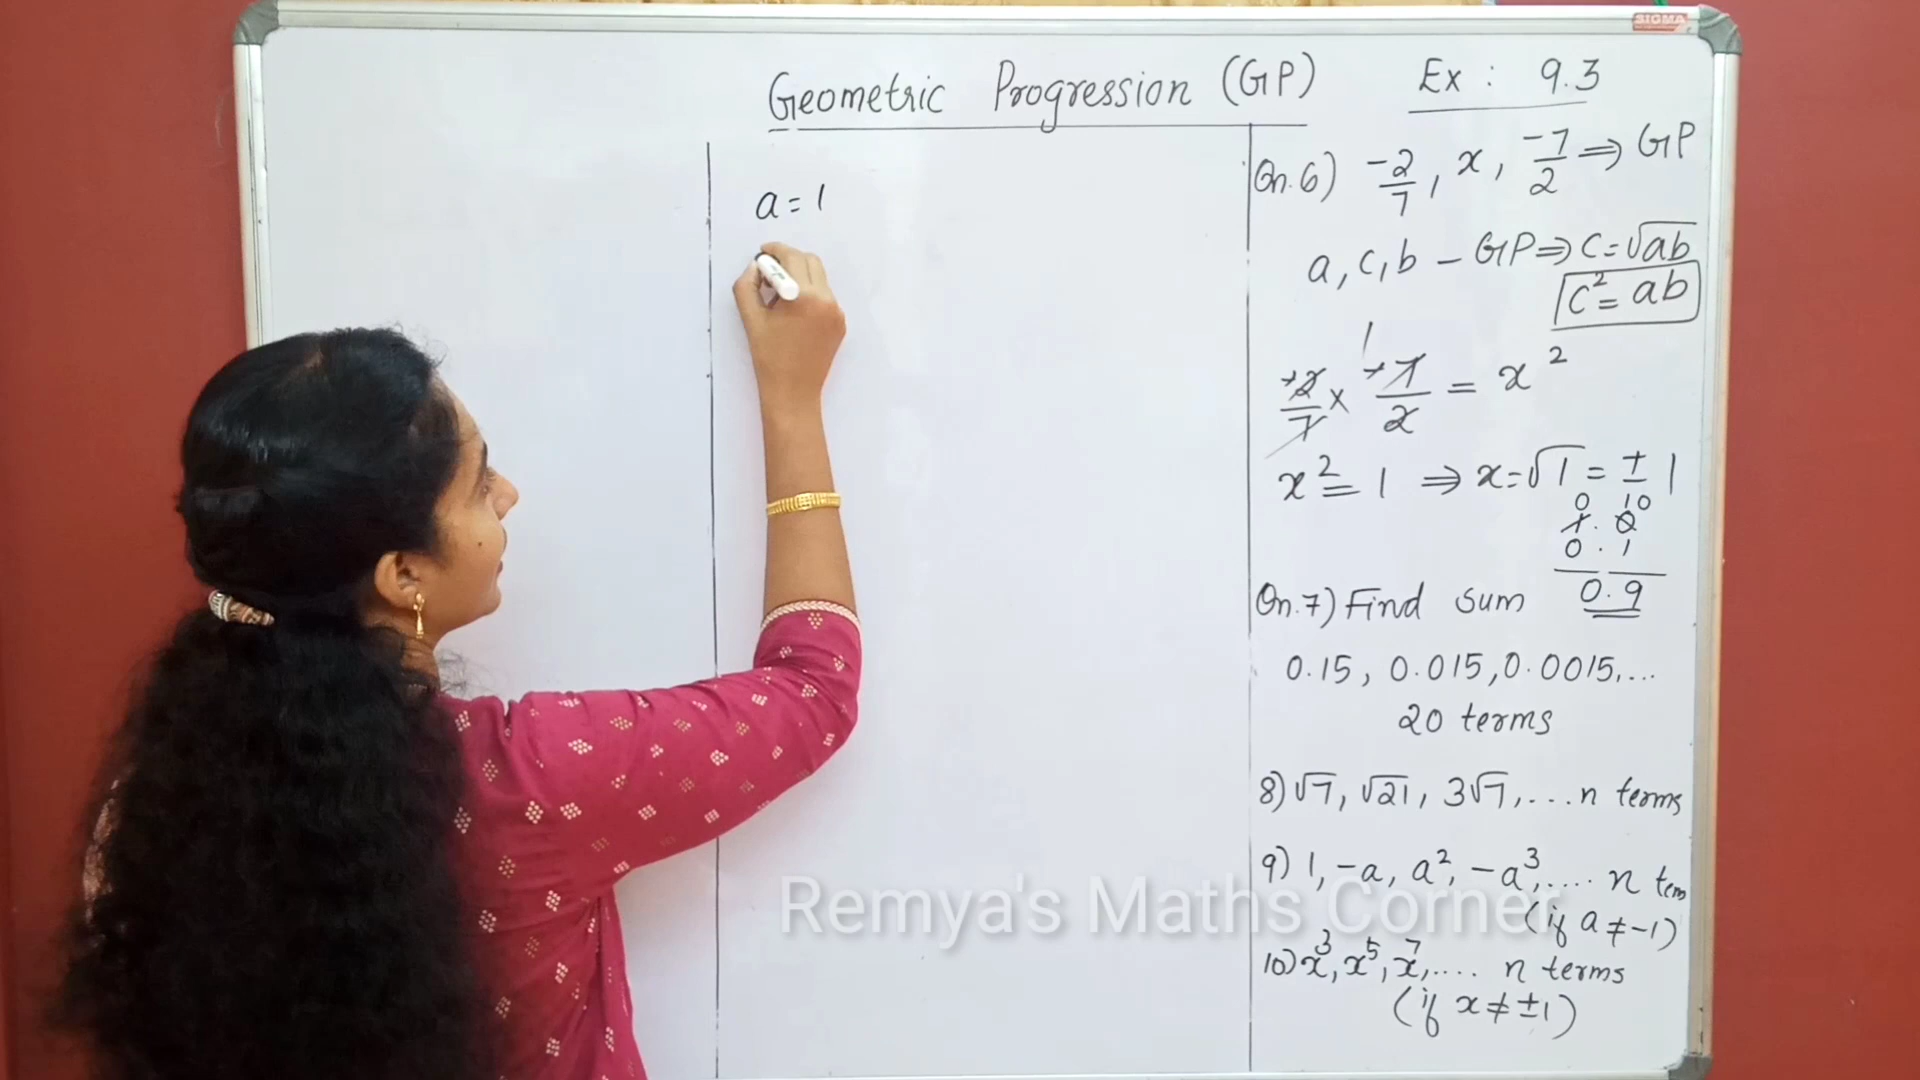 SIGMA
Geometric Progression (GP)
Ex : 9.3
a = 1
Qn.6) -2/7, x, -7/2 ⇒ GP
a, c, b - GP ⇒ c = √ab
c² = ab
1
-2/7 × -7/2 = x²
x² = 1 ⇒ x = √1 = ± 1
0 10
1.0
0.1
0.9
Qn.7) Find sum
0.15, 0.015, 0.0015,...
20 terms
8) √7, √21, 3√7,... n terms
9) 1, -a, a², -a³,.... n
(if a ≠ -1)
Remya's Maths Corner
10) x³, x⁵, x⁷,.... n terms
(if x ≠ ±1)